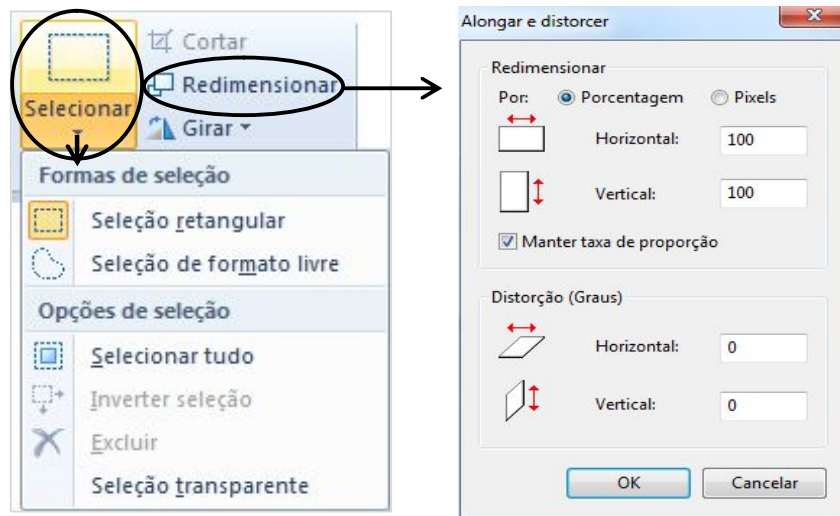 Selecionar
Cortar
Redimensionar
Girar
Formas de seleção
Seleção retangular
Seleção de formato livre
Opções de seleção
Selecionar tudo
Inverter seleção
Excluir
Seleção transparente
Alongar e distorcer
Redimensionar
Por: Porcentagem Pixels
Horizontal: 100
Vertical: 100
Manter taxa de proporção
Distorção (Graus)
Horizontal: 0
Vertical: 0
OK Cancelar